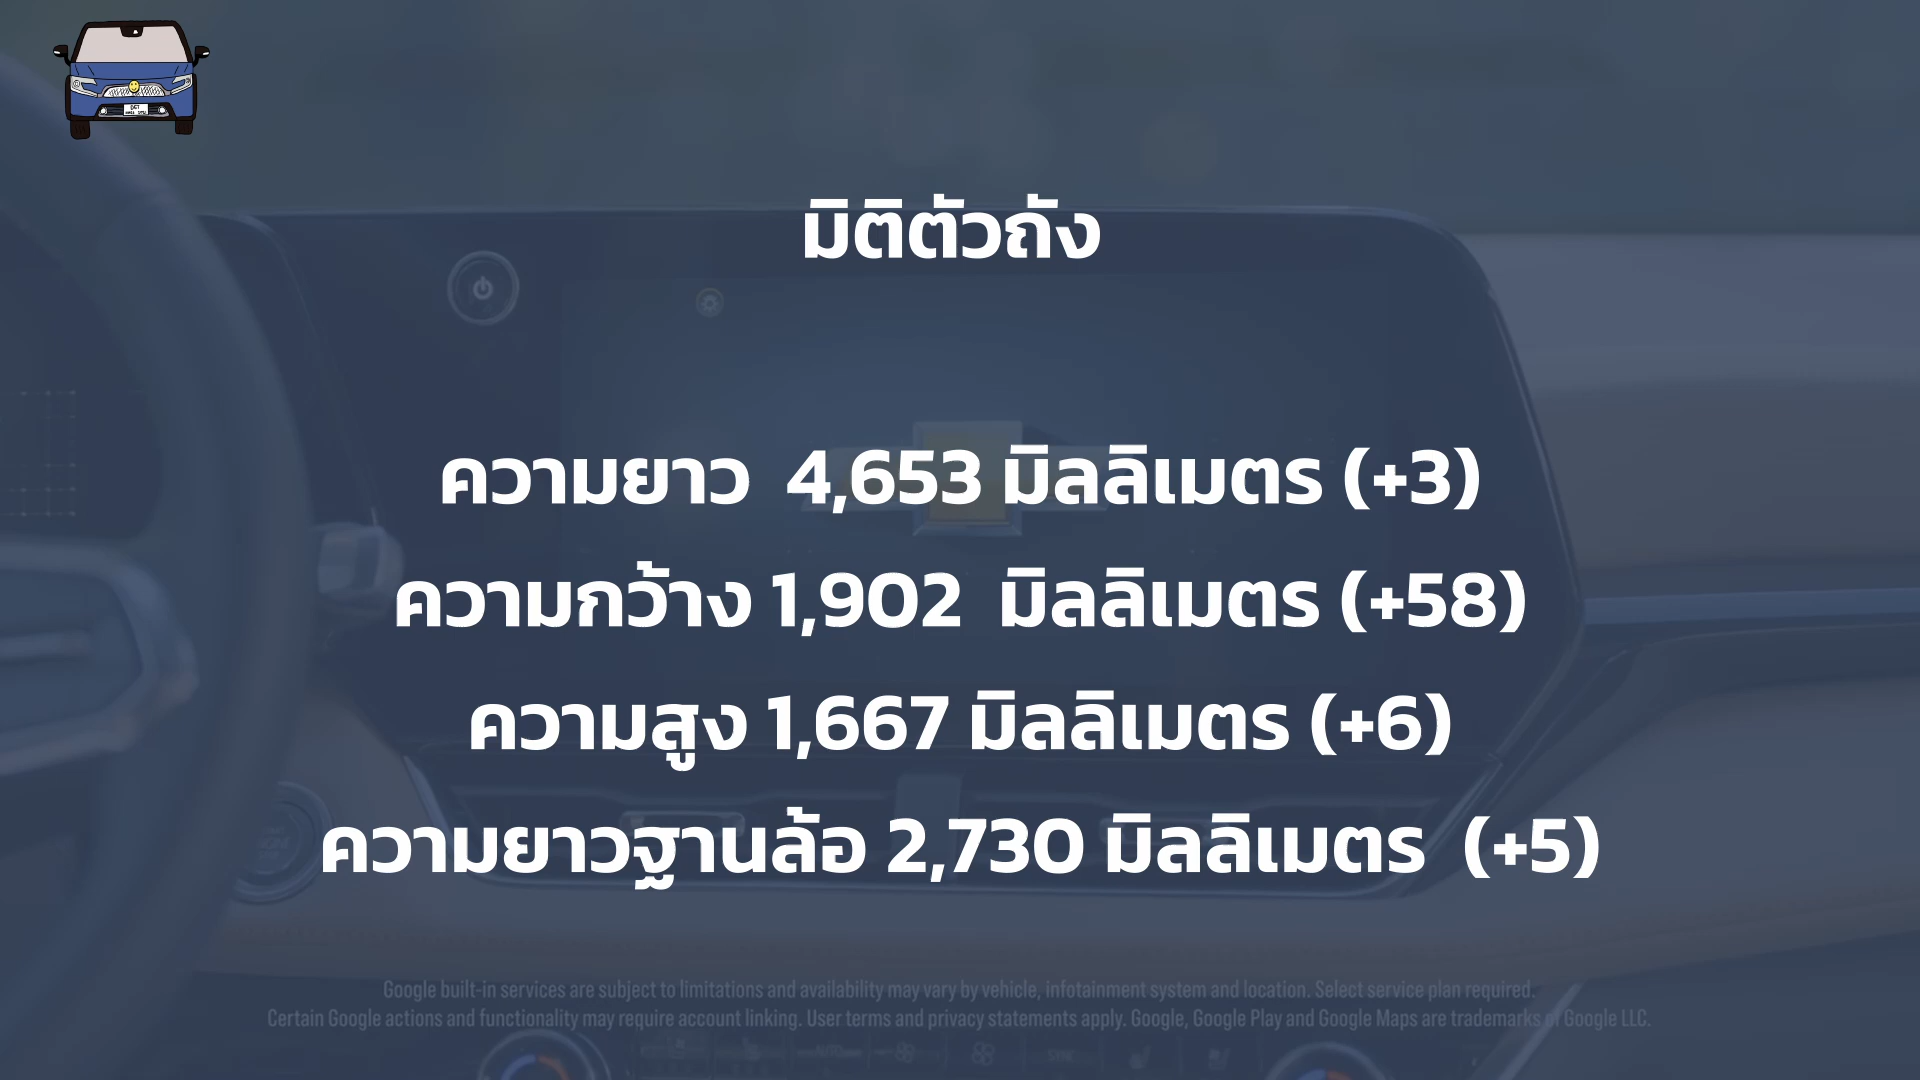 มิติตัวถัง
ความยาว  4,653 มิลลิเมตร (+3)
ความกว้าง 1,902  มิลลิเมตร (+58)
ความสูง 1,667 มิลลิเมตร (+6)
ความยาวฐานล้อ 2,730 มิลลิเมตร  (+5)
Google built-in services are subject to limitations and availability may vary by vehicle, infotainment system and location. Select service plan required.
Certain Google actions and functionality may require account linking. User terms and privacy statements apply. Google, Google Play and Google Maps are trademarks of Google LLC.